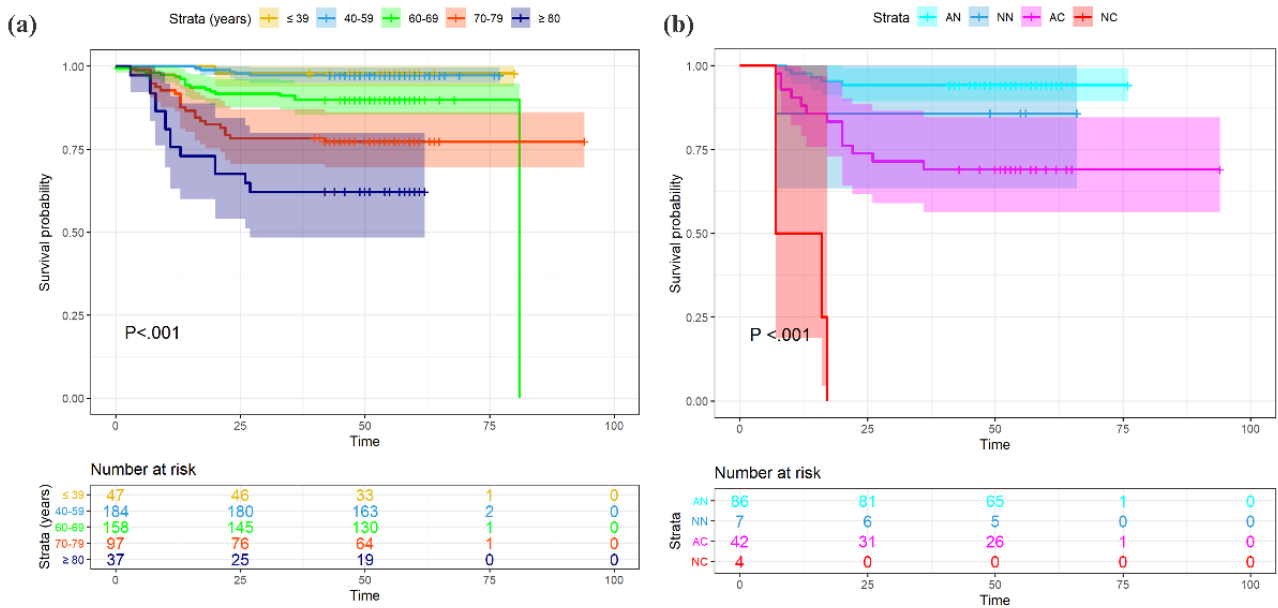 (a)
Strata (years) ≤ 39 40-59 60-69 70-79 ≥ 80
1.00
0.75
0.50
0.25
0.00
Survival probability
P<.001
0 25 50 75 100
Time
Number at risk
Strata (years)
≤ 39 47 46 33 1 0
40-59 184 180 163 2 0
60-69 158 145 130 1 0
70-79 97 76 64 1 0
≥ 80 37 25 19 0 0
0 25 50 75 100
Time
(b)
Strata AN NN AC NC
1.00
0.75
0.50
0.25
0.00
Survival probability
P <.001
0 25 50 75 100
Time
Number at risk
Strata
AN 86 81 65 1 0
NN 7 6 5 0 0
AC 42 31 26 1 0
NC 4 0 0 0 0
0 25 50 75 100
Time